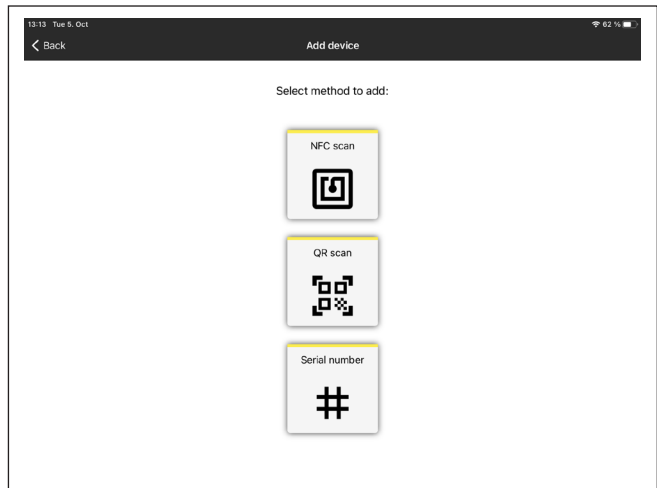 13:13 Tue 5. Oct
62 %
Back
Add device
Select method to add:
NFC scan
QR scan
Serial number